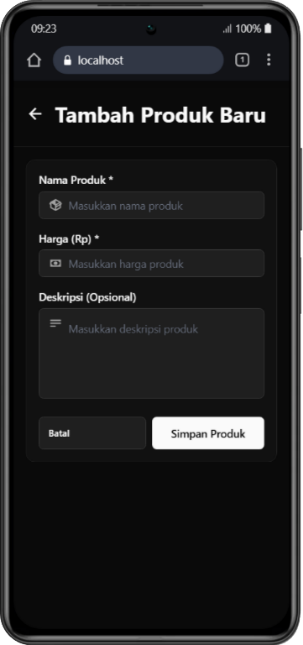 09:23
100%
localhost
1
Tambah Produk Baru
Nama Produk *
Masukkan nama produk
Harga (Rp) *
Masukkan harga produk
Deskripsi (Opsional)
Masukkan deskripsi produk
Batal
Simpan Produk